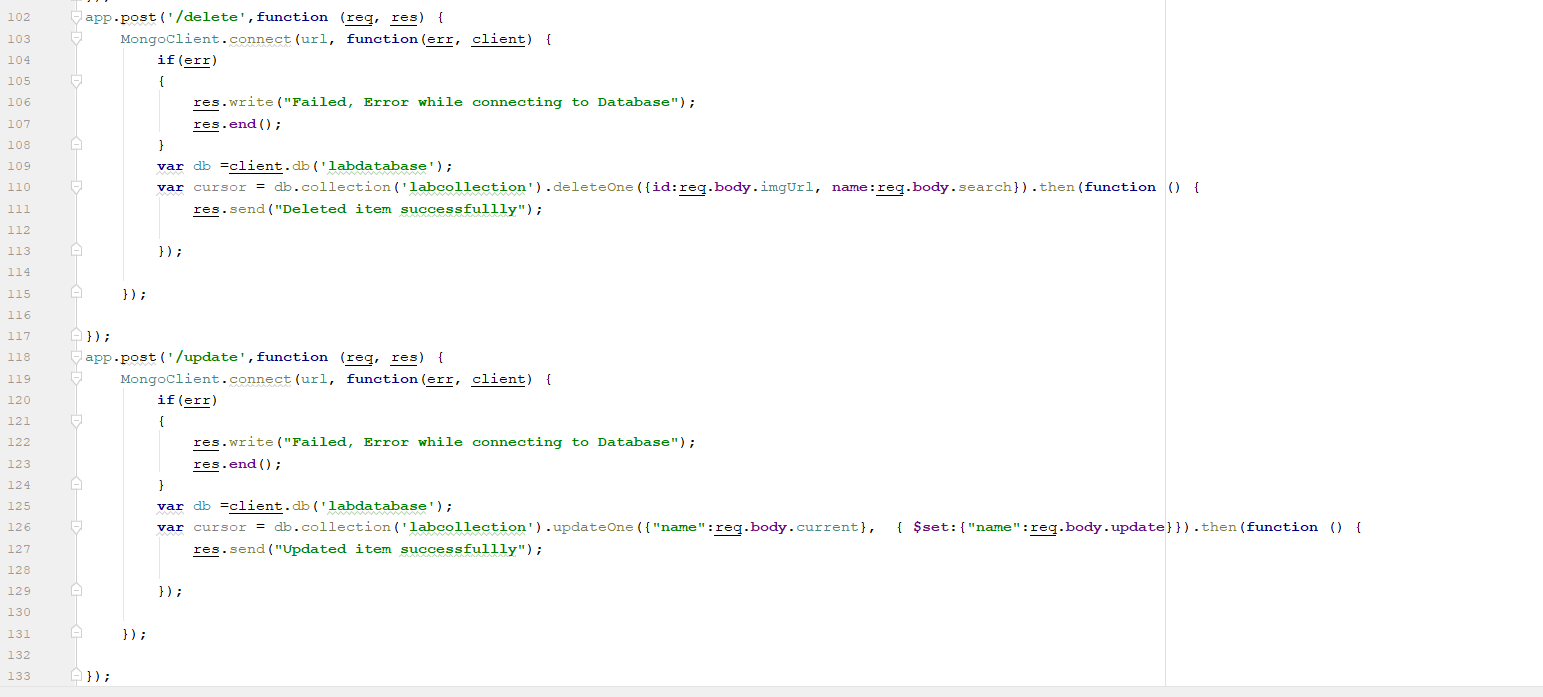 102 app.post('/delete',function (req, res) {
103 MongoClient.connect(url, function(err, client) {
104 if(err)
105 {
106 res.write("Failed, Error while connecting to Database");
107 res.end();
108 }
109 var db =client.db('labdatabase');
110 var cursor = db.collection('labcollection').deleteOne({id:req.body.imgUrl, name:req.body.search}).then(function () {
111 res.send("Deleted item successfullly");
112
113 });
114
115 });
116
117 });
118 app.post('/update',function (req, res) {
119 MongoClient.connect(url, function(err, client) {
120 if(err)
121 {
122 res.write("Failed, Error while connecting to Database");
123 res.end();
124 }
125 var db =client.db('labdatabase');
126 var cursor = db.collection('labcollection').updateOne({"name":req.body.current},  { $set:{"name":req.body.update}}).then(function () {
127 res.send("Updated item successfullly");
128
129 });
130
131 });
132
133 });